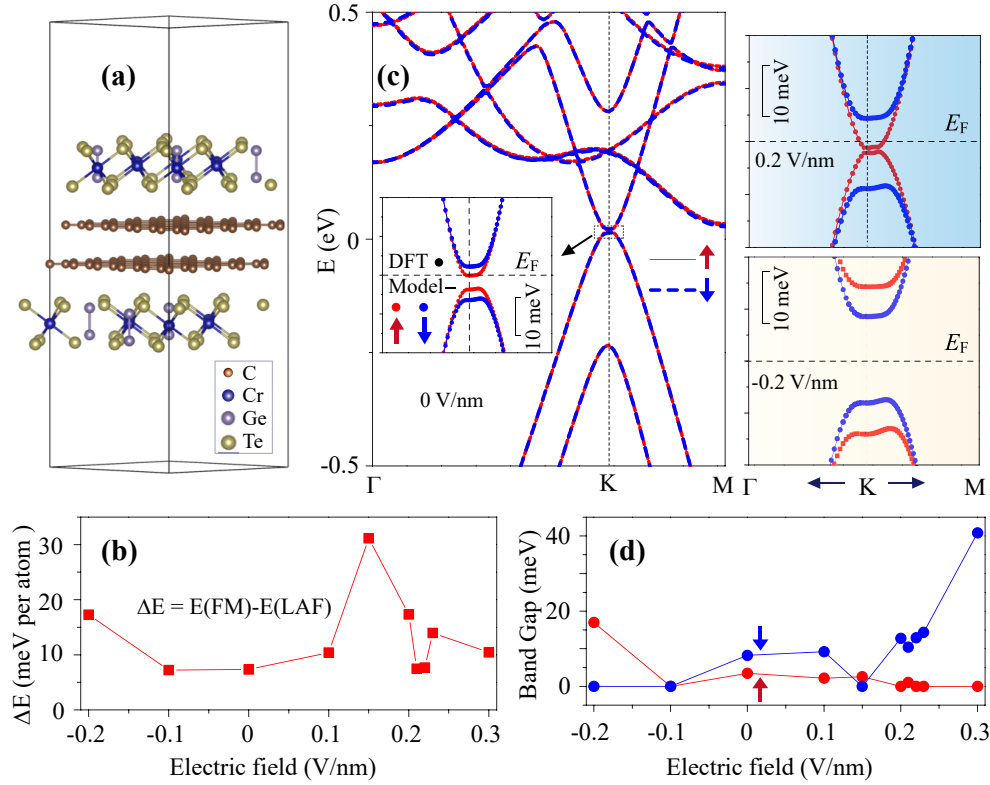 (a)
C
Cr
Ge
Te
(c)
E (eV)
0.5
0
-0.5
DFT
Model
E_F
10 meV
0 V/nm
Γ
K
M
10 meV
E_F
0.2 V/nm
10 meV
E_F
-0.2 V/nm
Γ
K
M
(b)
ΔE (meV per atom)
30
20
10
0
ΔE = E(FM)-E(LAF)
-0.2 -0.1 0 0.1 0.2 0.3
Electric field (V/nm)
(d)
Band Gap (meV)
40
20
0
-0.2 -0.1 0 0.1 0.2 0.3
Electric field (V/nm)